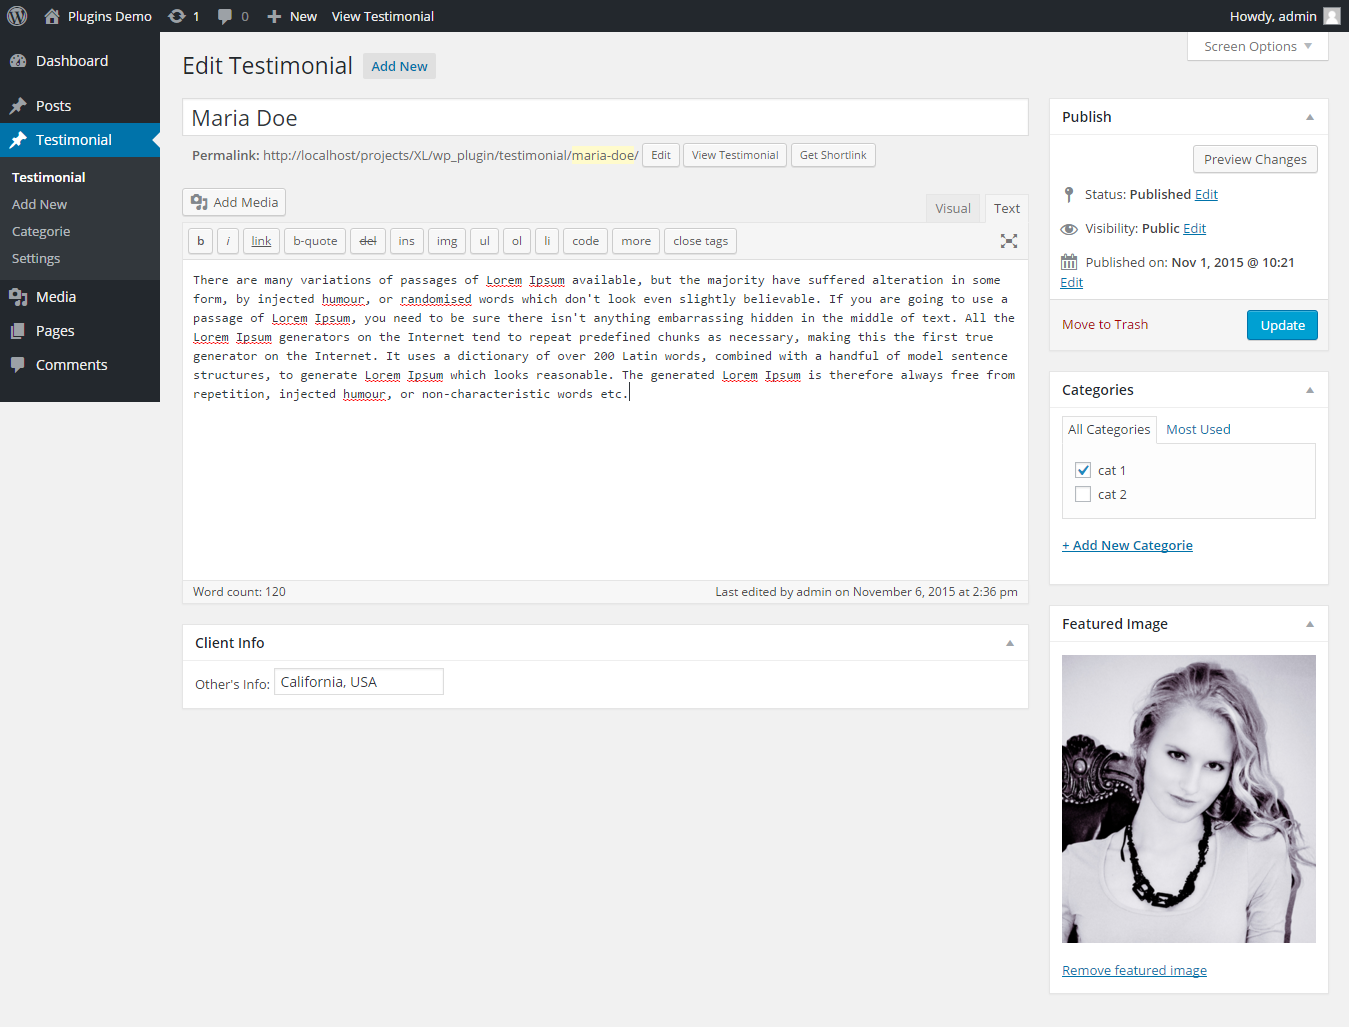 Plugins Demo 1 0 New View Testimonial Howdy, admin
Screen Options
Dashboard
Posts
Testimonial
Testimonial
Add New
Categorie
Settings
Media
Pages
Comments
Edit Testimonial Add New
Maria Doe
Permalink: http://localhost/projects/XL/wp_plugin/testimonial/maria-doe/ Edit View Testimonial Get Shortlink
Add Media
Visual Text
b i link b-quote del ins img ul ol li code more close tags
There are many variations of passages of Lorem Ipsum available, but the majority have suffered alteration in some
form, by injected humour, or randomised words which don't look even slightly believable. If you are going to use a
passage of Lorem Ipsum, you need to be sure there isn't anything embarrassing hidden in the middle of text. All the
Lorem Ipsum generators on the Internet tend to repeat predefined chunks as necessary, making this the first true
generator on the Internet. It uses a dictionary of over 200 Latin words, combined with a handful of model sentence
structures, to generate Lorem Ipsum which looks reasonable. The generated Lorem Ipsum is therefore always free from
repetition, injected humour, or non-characteristic words etc.
Word count: 120 Last edited by admin on November 6, 2015 at 2:36 pm
Client Info
Other's Info: California, USA
Publish
Preview Changes
Status: Published Edit
Visibility: Public Edit
Published on: Nov 1, 2015 @ 10:21
Edit
Move to Trash Update
Categories
All Categories Most Used
cat 1
cat 2
+ Add New Categorie
Featured Image
Remove featured image